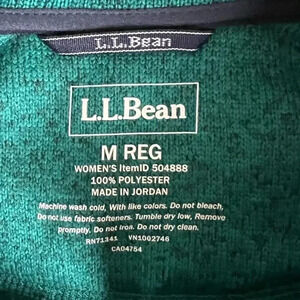 L.L.Bean
L.L.Bean
M REG
WOMEN'S ItemID 504888
100% POLYESTER
MADE IN JORDAN
Machine wash cold, With like colors. Do not bleach,
Do not use fabric softeners. Tumble dry low, Remove
promptly. Do not iron. Do not dry clean.
RN71341 VN1002746
CA04754